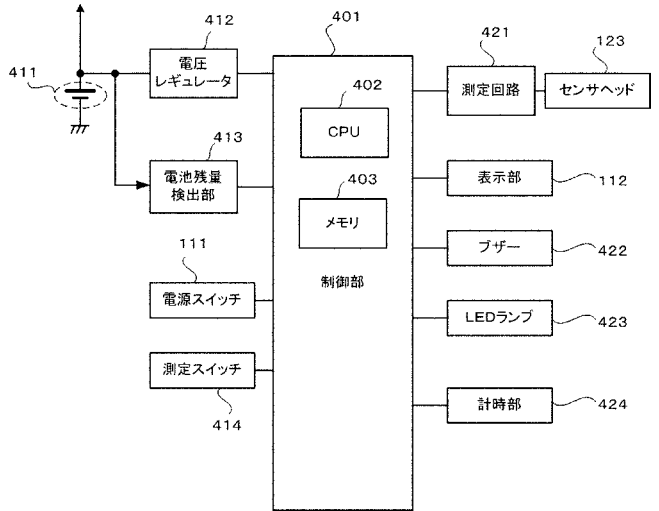 412
401
421
123
411
電圧
レギュレータ
測定回路
センサヘッド
402
CPU
413
電池残量
検出部
表示部
112
403
メモリ
111
ブザー
422
制御部
電源スイッチ
LEDランプ
423
測定スイッチ
414
計時部
424